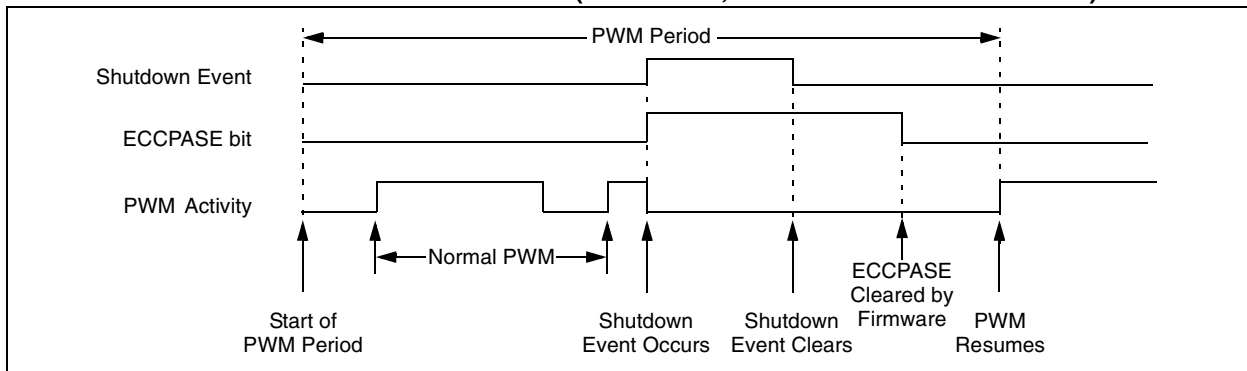 PWM Period
Shutdown Event
ECCPASE bit
PWM Activity
Normal PWM
Start of
PWM Period
Shutdown
Event Occurs
Shutdown
Event Clears
ECCPASE
Cleared by
Firmware
PWM
Resumes